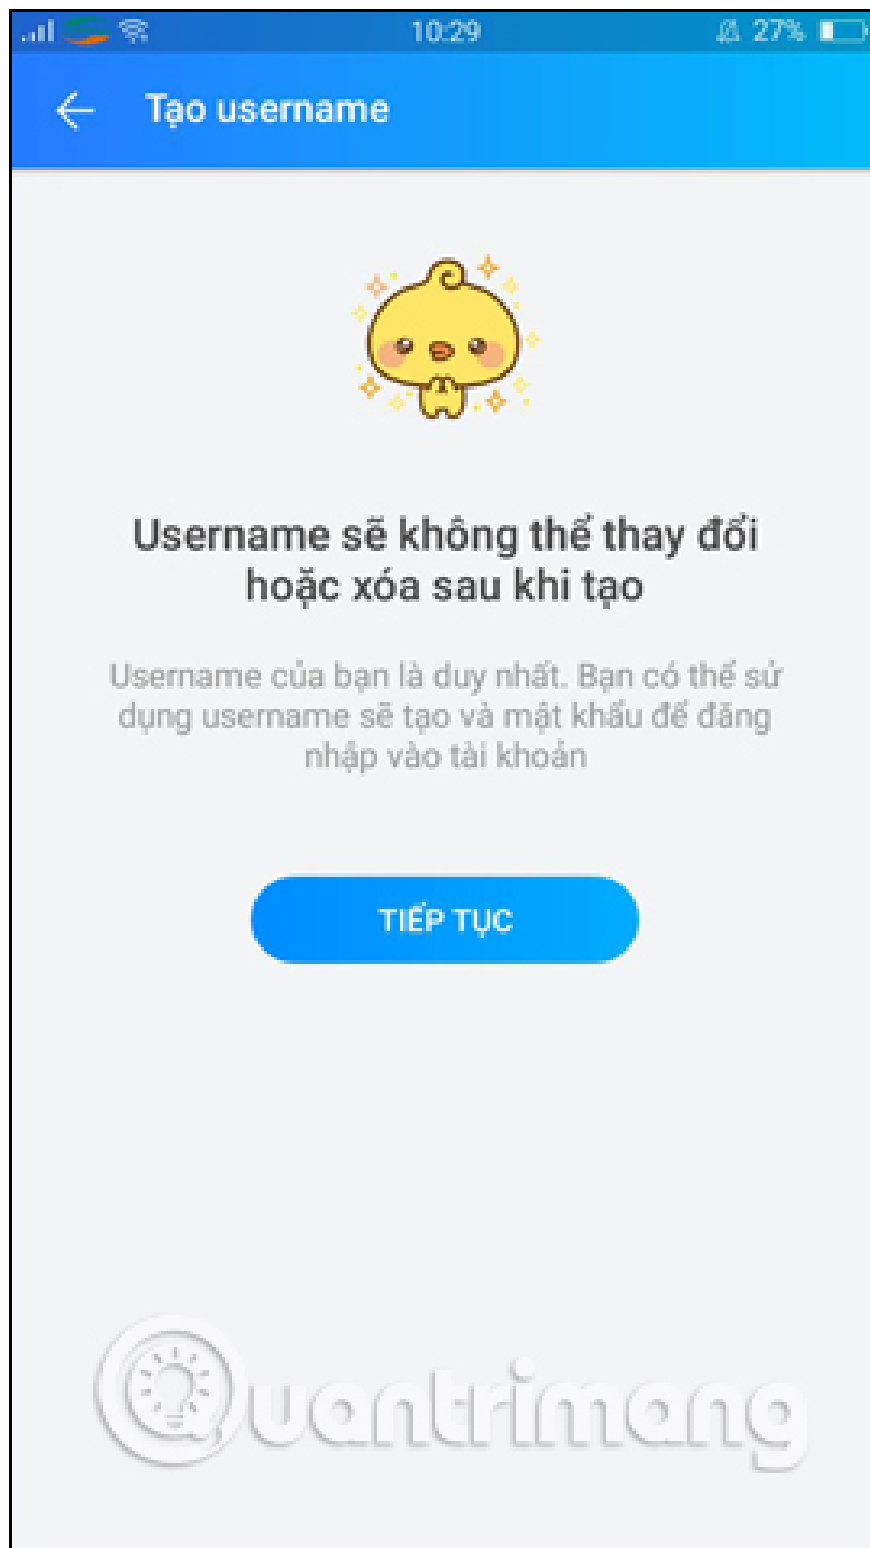 10:29
27%
Tạo username
Username sẽ không thể thay đổi
hoặc xóa sau khi tạo
Username của bạn là duy nhất. Bạn có thể sử
dụng username sẽ tạo và mật khẩu để đăng
nhập vào tài khoản
TIẾP TỤC
Quantrimang